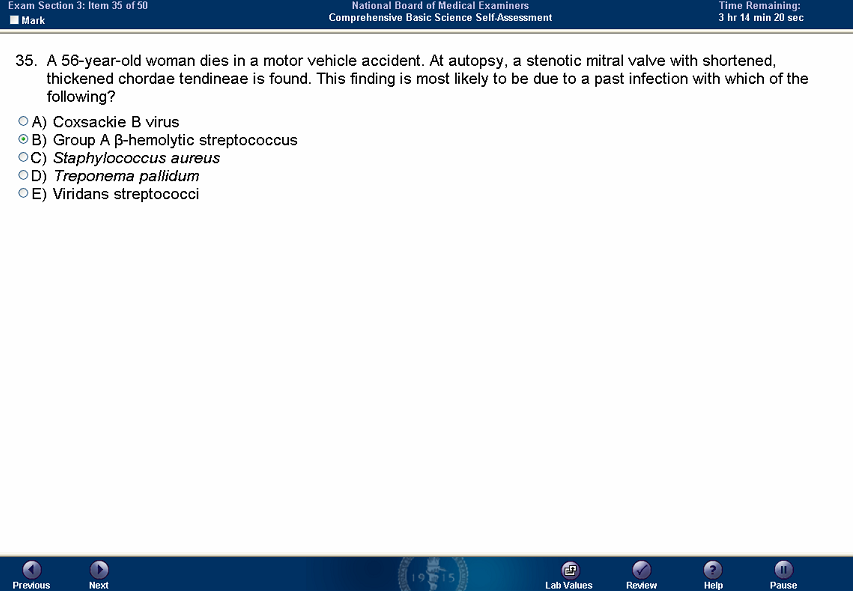 Exam Section 3: Item 35 of 50
National Board of Medical Examiners
Time Remaining:
Mark
Comprehensive Basic Science Self-Assessment
3 hr 14 min 20 sec
35. A 56-year-old woman dies in a motor vehicle accident. At autopsy, a stenotic mitral valve with shortened,
thickened chordae tendineae is found. This finding is most likely to be due to a past infection with which of the
following?
A) Coxsackie B virus
B) Group A β-hemolytic streptococcus
C) Staphylococcus aureus
D) Treponema pallidum
E) Viridans streptococci
1915
Previous
Next
Lab Values
Review
Help
Pause